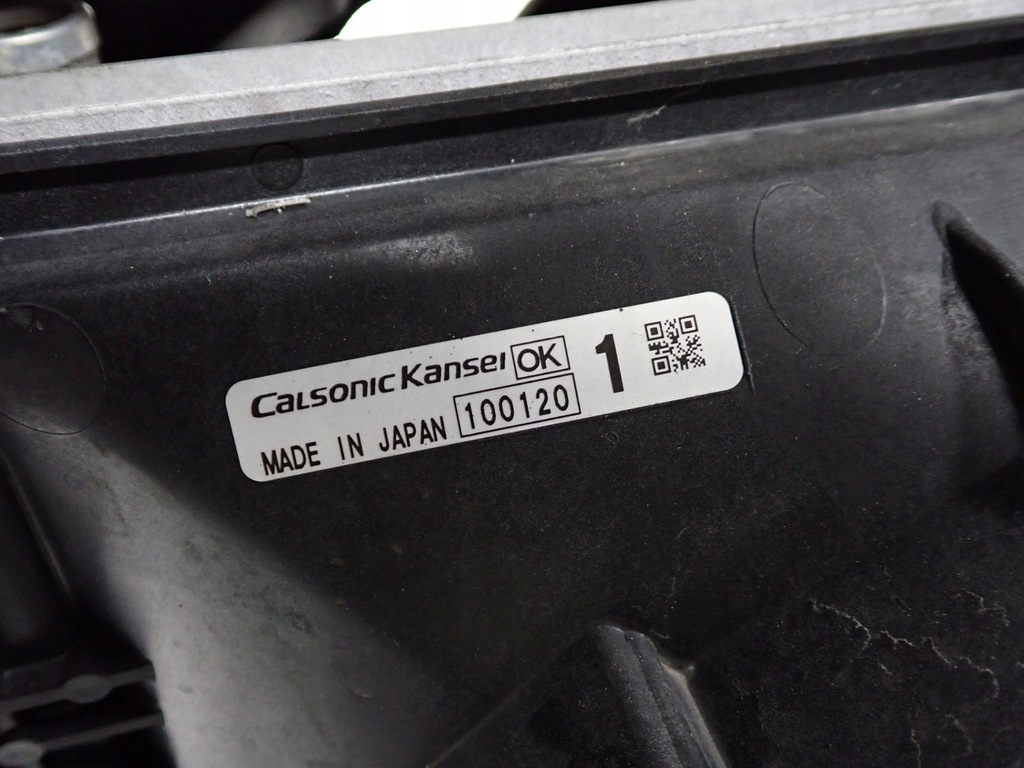 CaLsonic Kansei OK 1
MADE IN JAPAN 100120